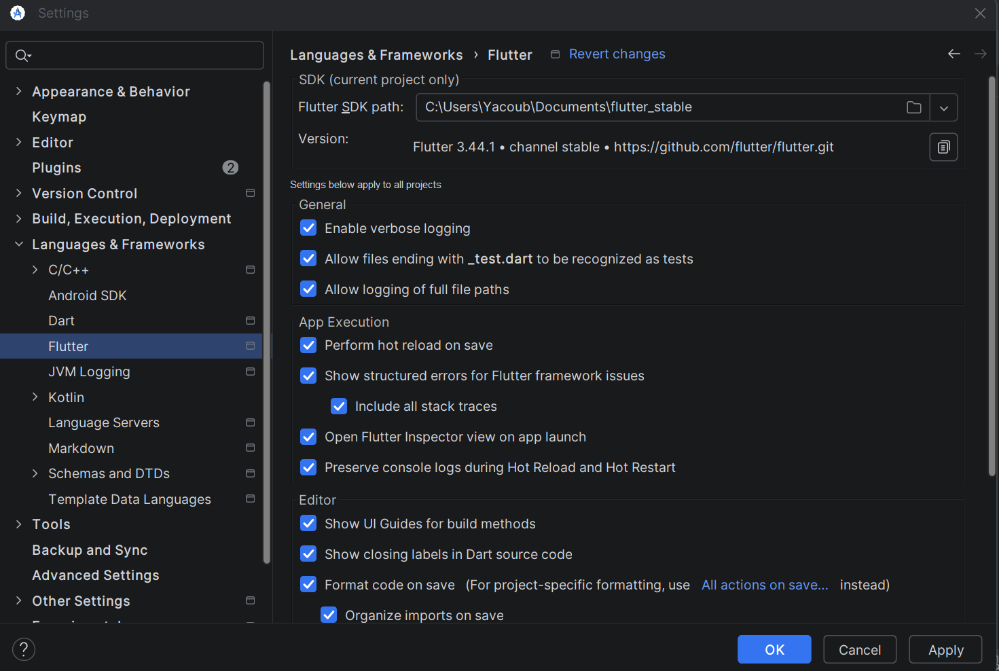 Settings
Appearance & Behavior
Keymap
Editor
Plugins 2
Version Control
Build, Execution, Deployment
Languages & Frameworks
C/C++
Android SDK
Dart
Flutter
JVM Logging
Kotlin
Language Servers
Markdown
Schemas and DTDs
Template Data Languages
Tools
Backup and Sync
Advanced Settings
Other Settings
Languages & Frameworks › Flutter Revert changes
SDK (current project only)
Flutter SDK path: C:\Users\Yacoub\Documents\flutter_stable
Version: Flutter 3.44.1 • channel stable • https://github.com/flutter/flutter.git
Settings below apply to all projects
General
Enable verbose logging
Allow files ending with _test.dart to be recognized as tests
Allow logging of full file paths
App Execution
Perform hot reload on save
Show structured errors for Flutter framework issues
Include all stack traces
Open Flutter Inspector view on app launch
Preserve console logs during Hot Reload and Hot Restart
Editor
Show UI Guides for build methods
Show closing labels in Dart source code
Format code on save (For project-specific formatting, use All actions on save... instead)
Organize imports on save
?
OK Cancel Apply